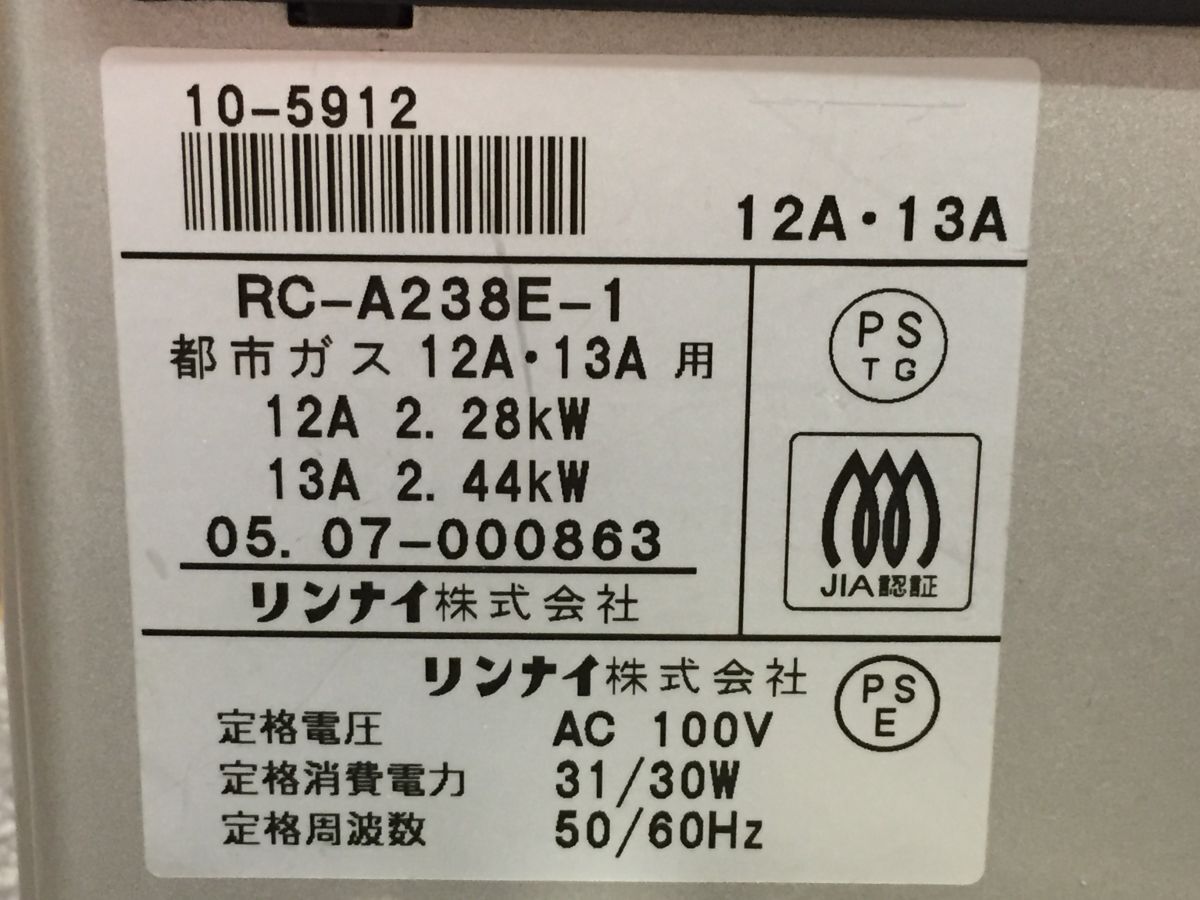 10-5912
12A・13A
RC-A238E-1
都市ガス 12A・13A 用
12A 2. 28kW
13A 2. 44kW
05. 07-000863
リンナイ株式会社
PS
TG
JIA認証
リンナイ株式会社
PS
E
定格電圧 AC 100V
定格消費電力 31/30W
定格周波数 50/60Hz